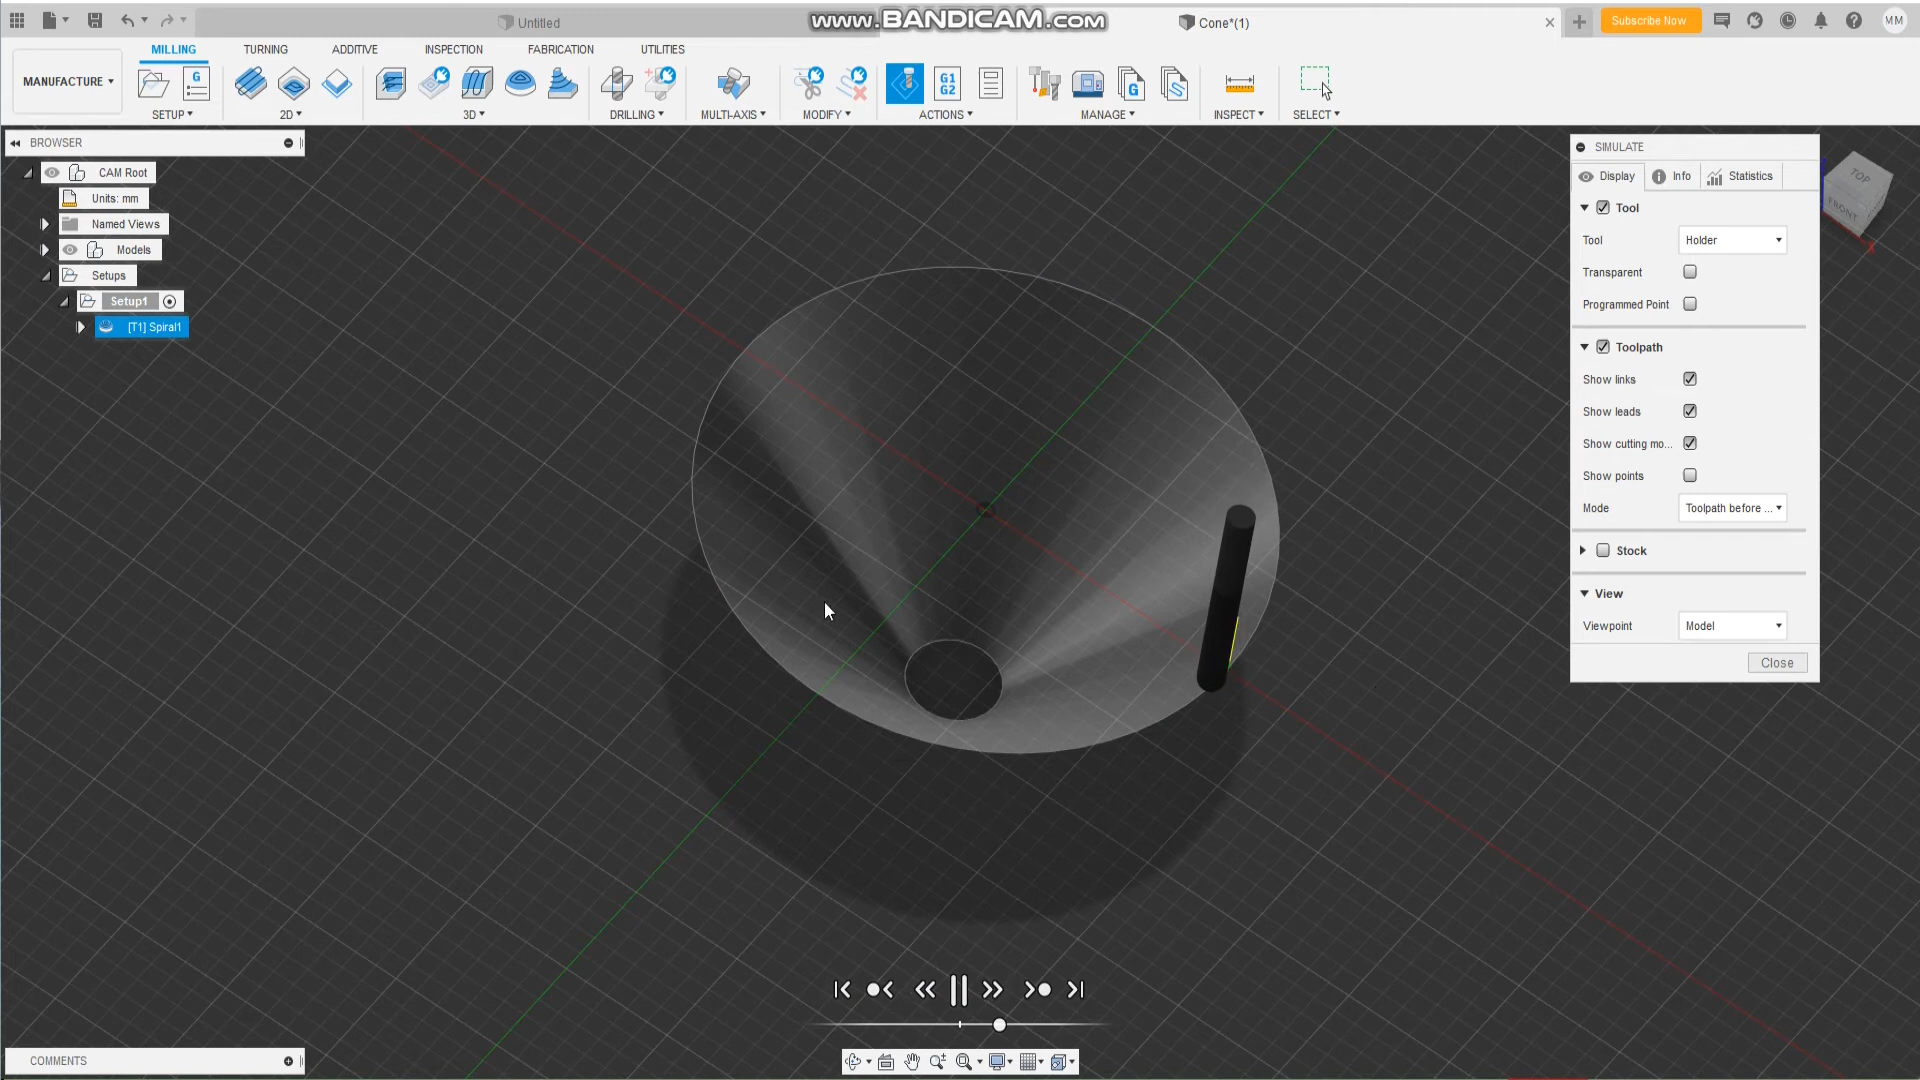 Untitled
www.BANDICAM.com
Cone*(1)
Subscribe Now
MM
MANUFACTURE
MILLING
TURNING
ADDITIVE
INSPECTION
FABRICATION
UTILITIES
G
G1
G2
G
S
SETUP
2D
3D
DRILLING
MULTI-AXIS
MODIFY
ACTIONS
MANAGE
INSPECT
SELECT
BROWSER
CAM Root
Units: mm
Named Views
Models
Setups
Setup1
[T1] Spiral1
SIMULATE
Display
Info
Statistics
Tool
Tool
Holder
Transparent
Programmed Point
Toolpath
Show links
Show leads
Show cutting mo...
Show points
Mode
Toolpath before ...
Stock
View
Viewpoint
Model
Close
TOP
FRONT
X
COMMENTS